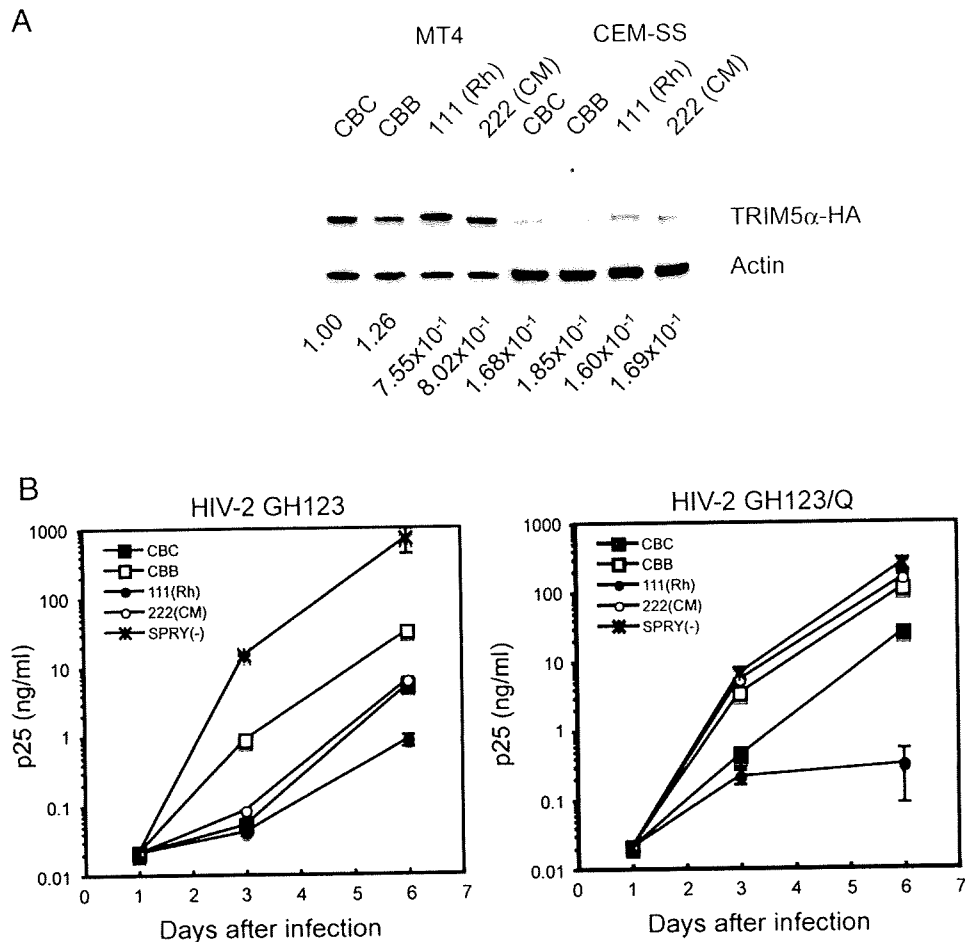 A
MT4 CEM-SS
CBC CBB 111 (Rh) 222 (CM) CBC CBB 111 (Rh) 222 (CM)
TRIM5α-HA
Actin
1.00 1.26 7.55x10⁻¹ 8.02x10⁻¹ 1.68x10⁻¹ 1.85x10⁻¹ 1.60x10⁻¹ 1.69x10⁻¹
B
HIV-2 GH123
1000
100
10
1
0.1
0.01
p25 (ng/ml)
CBC
CBB
111(Rh)
222(CM)
SPRY(-)
0 1 2 3 4 5 6 7
Days after infection
HIV-2 GH123/Q
1000
100
10
1
0.1
0.01
p25 (ng/ml)
CBC
CBB
111(Rh)
222(CM)
SPRY(-)
0 1 2 3 4 5 6 7
Days after infection